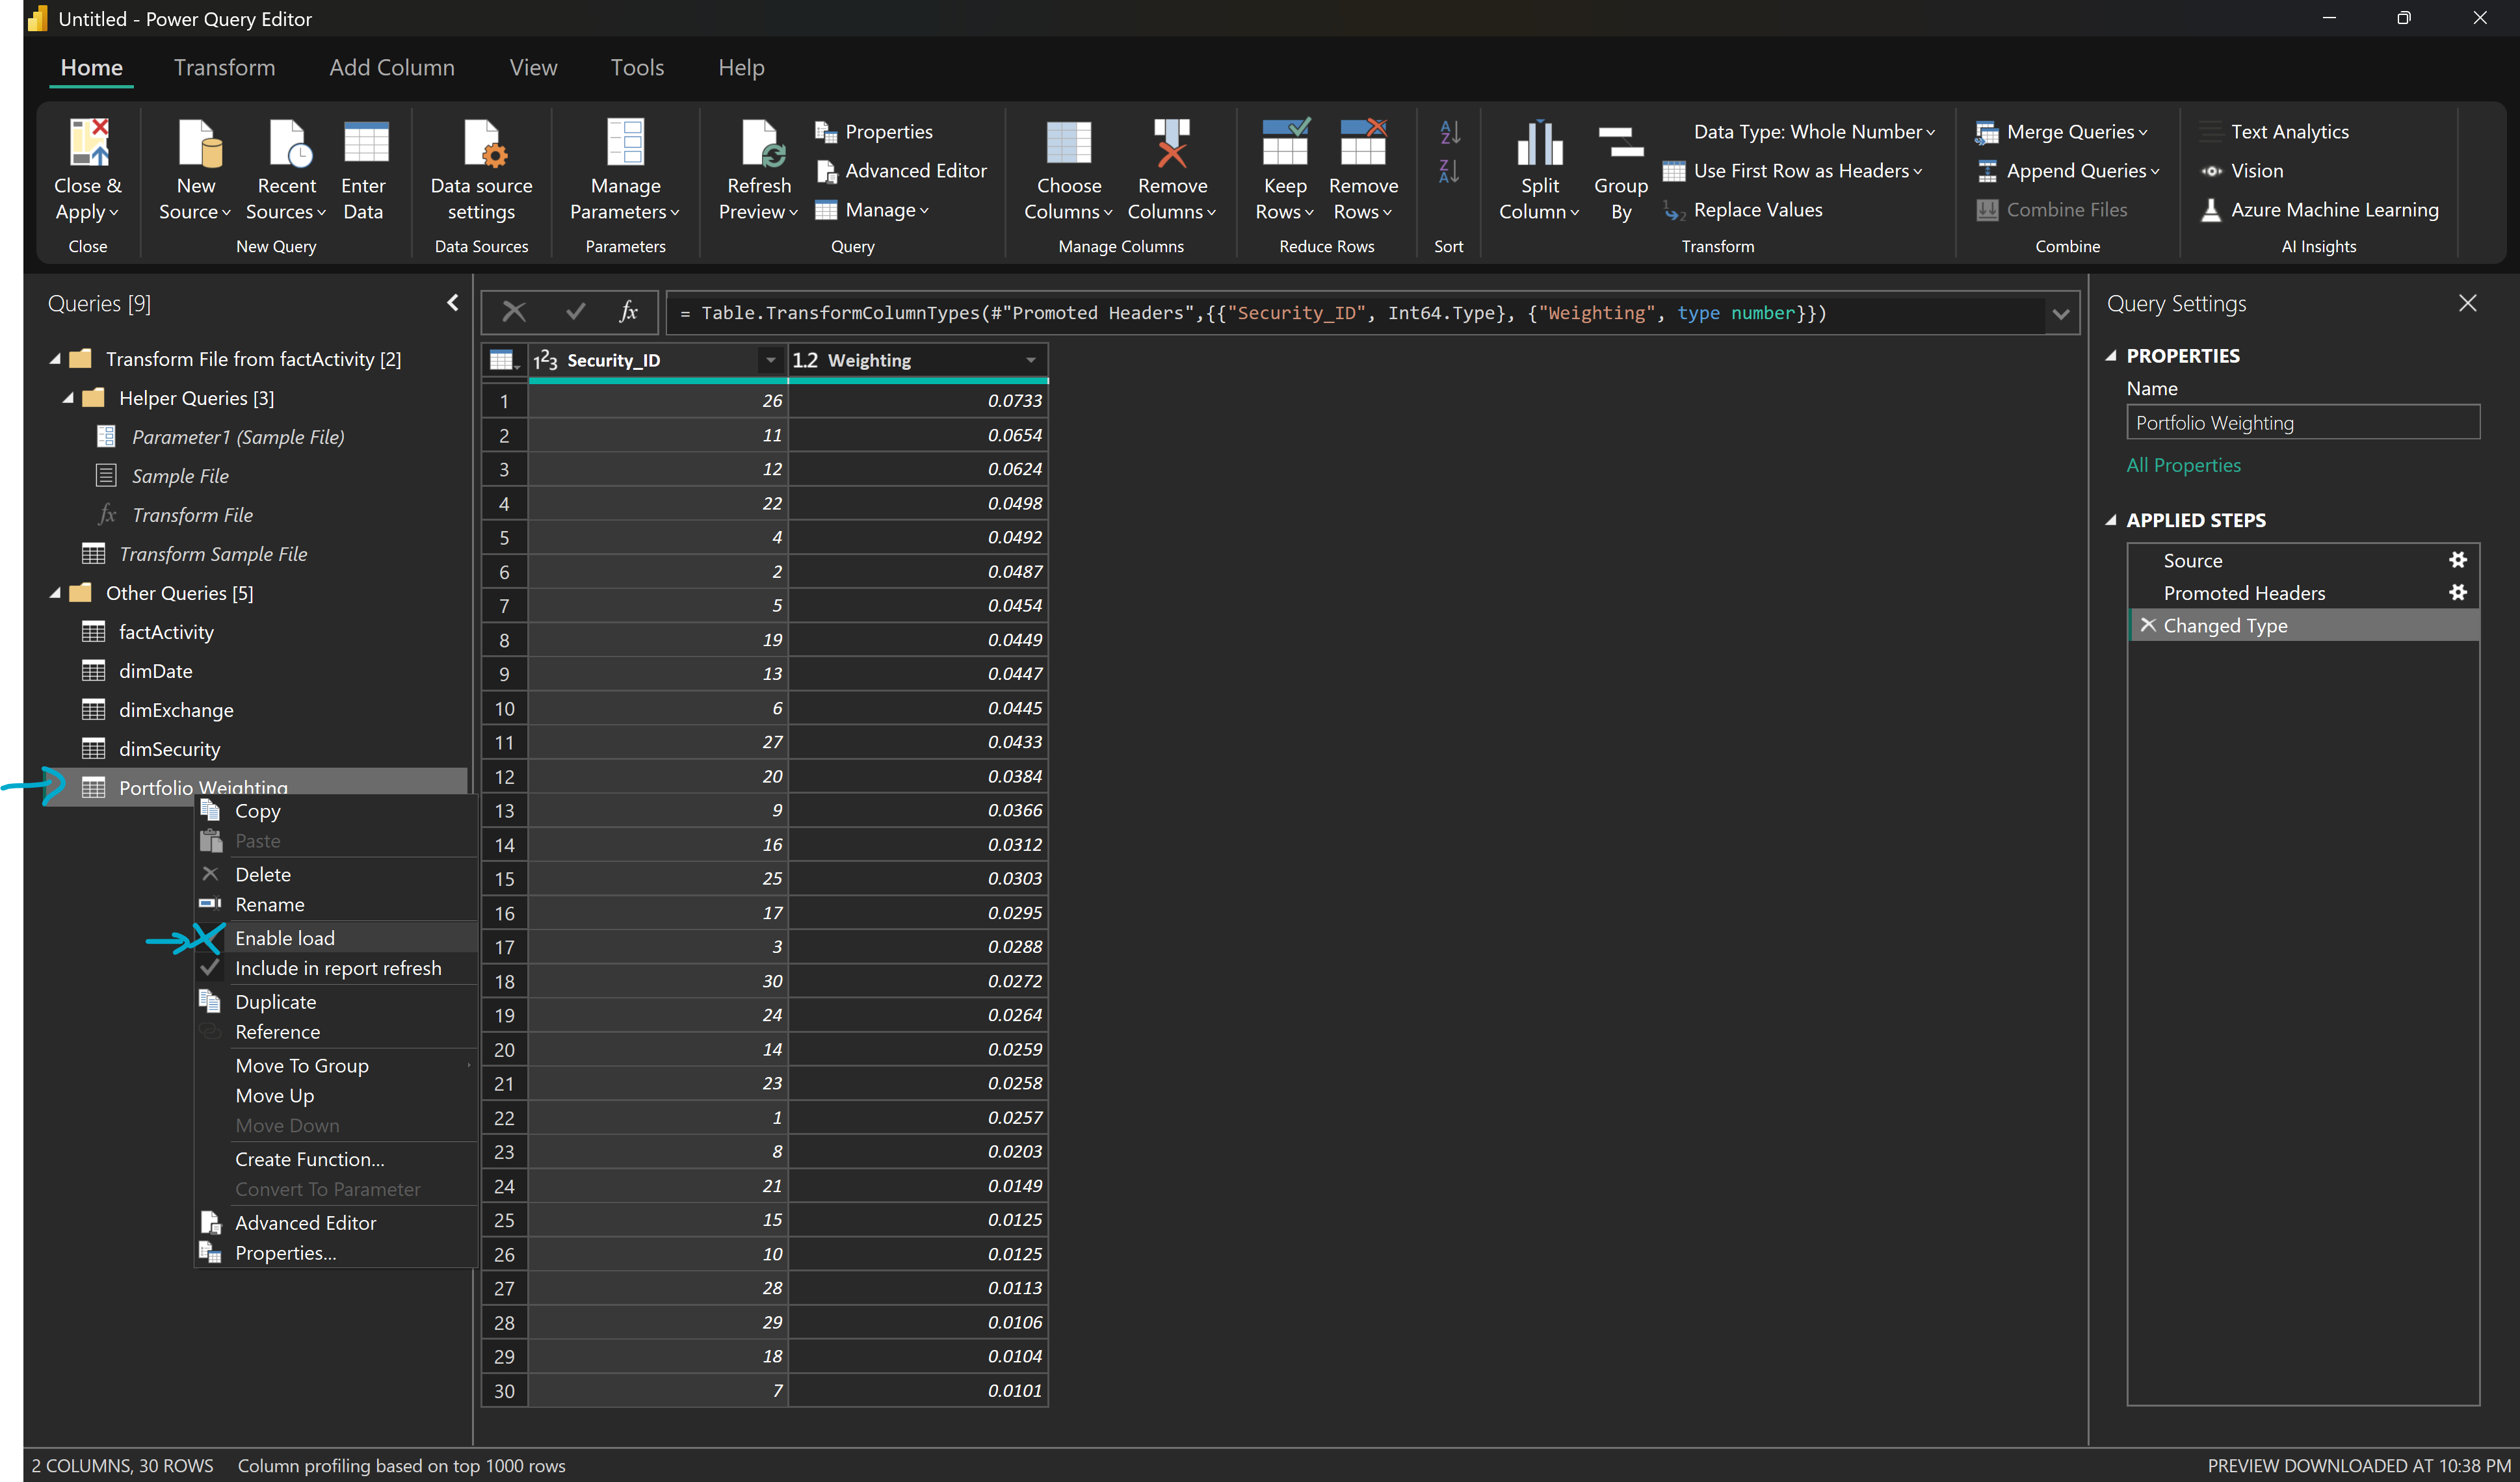 Untitled - Power Query Editor
Home Transform Add Column View Tools Help
Close & Apply
Close
New Source
Recent Sources
Enter Data
New Query
Data source settings
Data Sources
Manage Parameters
Parameters
Refresh Preview
Properties
Advanced Editor
Manage
Query
Choose Columns
Remove Columns
Manage Columns
Keep Rows
Remove Rows
Reduce Rows
Sort
Split Column
Group By
Data Type: Whole Number
Use First Row as Headers
Replace Values
Transform
Merge Queries
Append Queries
Combine Files
Combine
Text Analytics
Vision
Azure Machine Learning
AI Insights
Queries [9]
Transform File from factActivity [2]
Helper Queries [3]
Parameter1 (Sample File)
Sample File
fx Transform File
Transform Sample File
Other Queries [5]
factActivity
dimDate
dimExchange
dimSecurity
Portfolio Weighting
Copy
Paste
Delete
Rename
Enable load
Include in report refresh
Duplicate
Reference
Move To Group
Move Up
Move Down
Create Function...
Convert To Parameter
Advanced Editor
Properties...
fx = Table.TransformColumnTypes(#"Promoted Headers",{{"Security_ID", Int64.Type}, {"Weighting", type number}})
123 Security_ID 1.2 Weighting
1 26 0.0733
2 11 0.0654
3 12 0.0624
4 22 0.0498
5 4 0.0492
6 2 0.0487
7 5 0.0454
8 19 0.0449
9 13 0.0447
10 6 0.0445
11 27 0.0433
12 20 0.0384
13 9 0.0366
14 16 0.0312
15 25 0.0303
16 17 0.0295
17 3 0.0288
18 30 0.0272
19 24 0.0264
20 14 0.0259
21 23 0.0258
22 1 0.0257
23 8 0.0203
24 21 0.0149
25 15 0.0125
26 10 0.0125
27 28 0.0113
28 29 0.0106
29 18 0.0104
30 7 0.0101
Query Settings
PROPERTIES
Name
Portfolio Weighting
All Properties
APPLIED STEPS
Source
Promoted Headers
Changed Type
2 COLUMNS, 30 ROWS Column profiling based on top 1000 rows
PREVIEW DOWNLOADED AT 10:38 PM